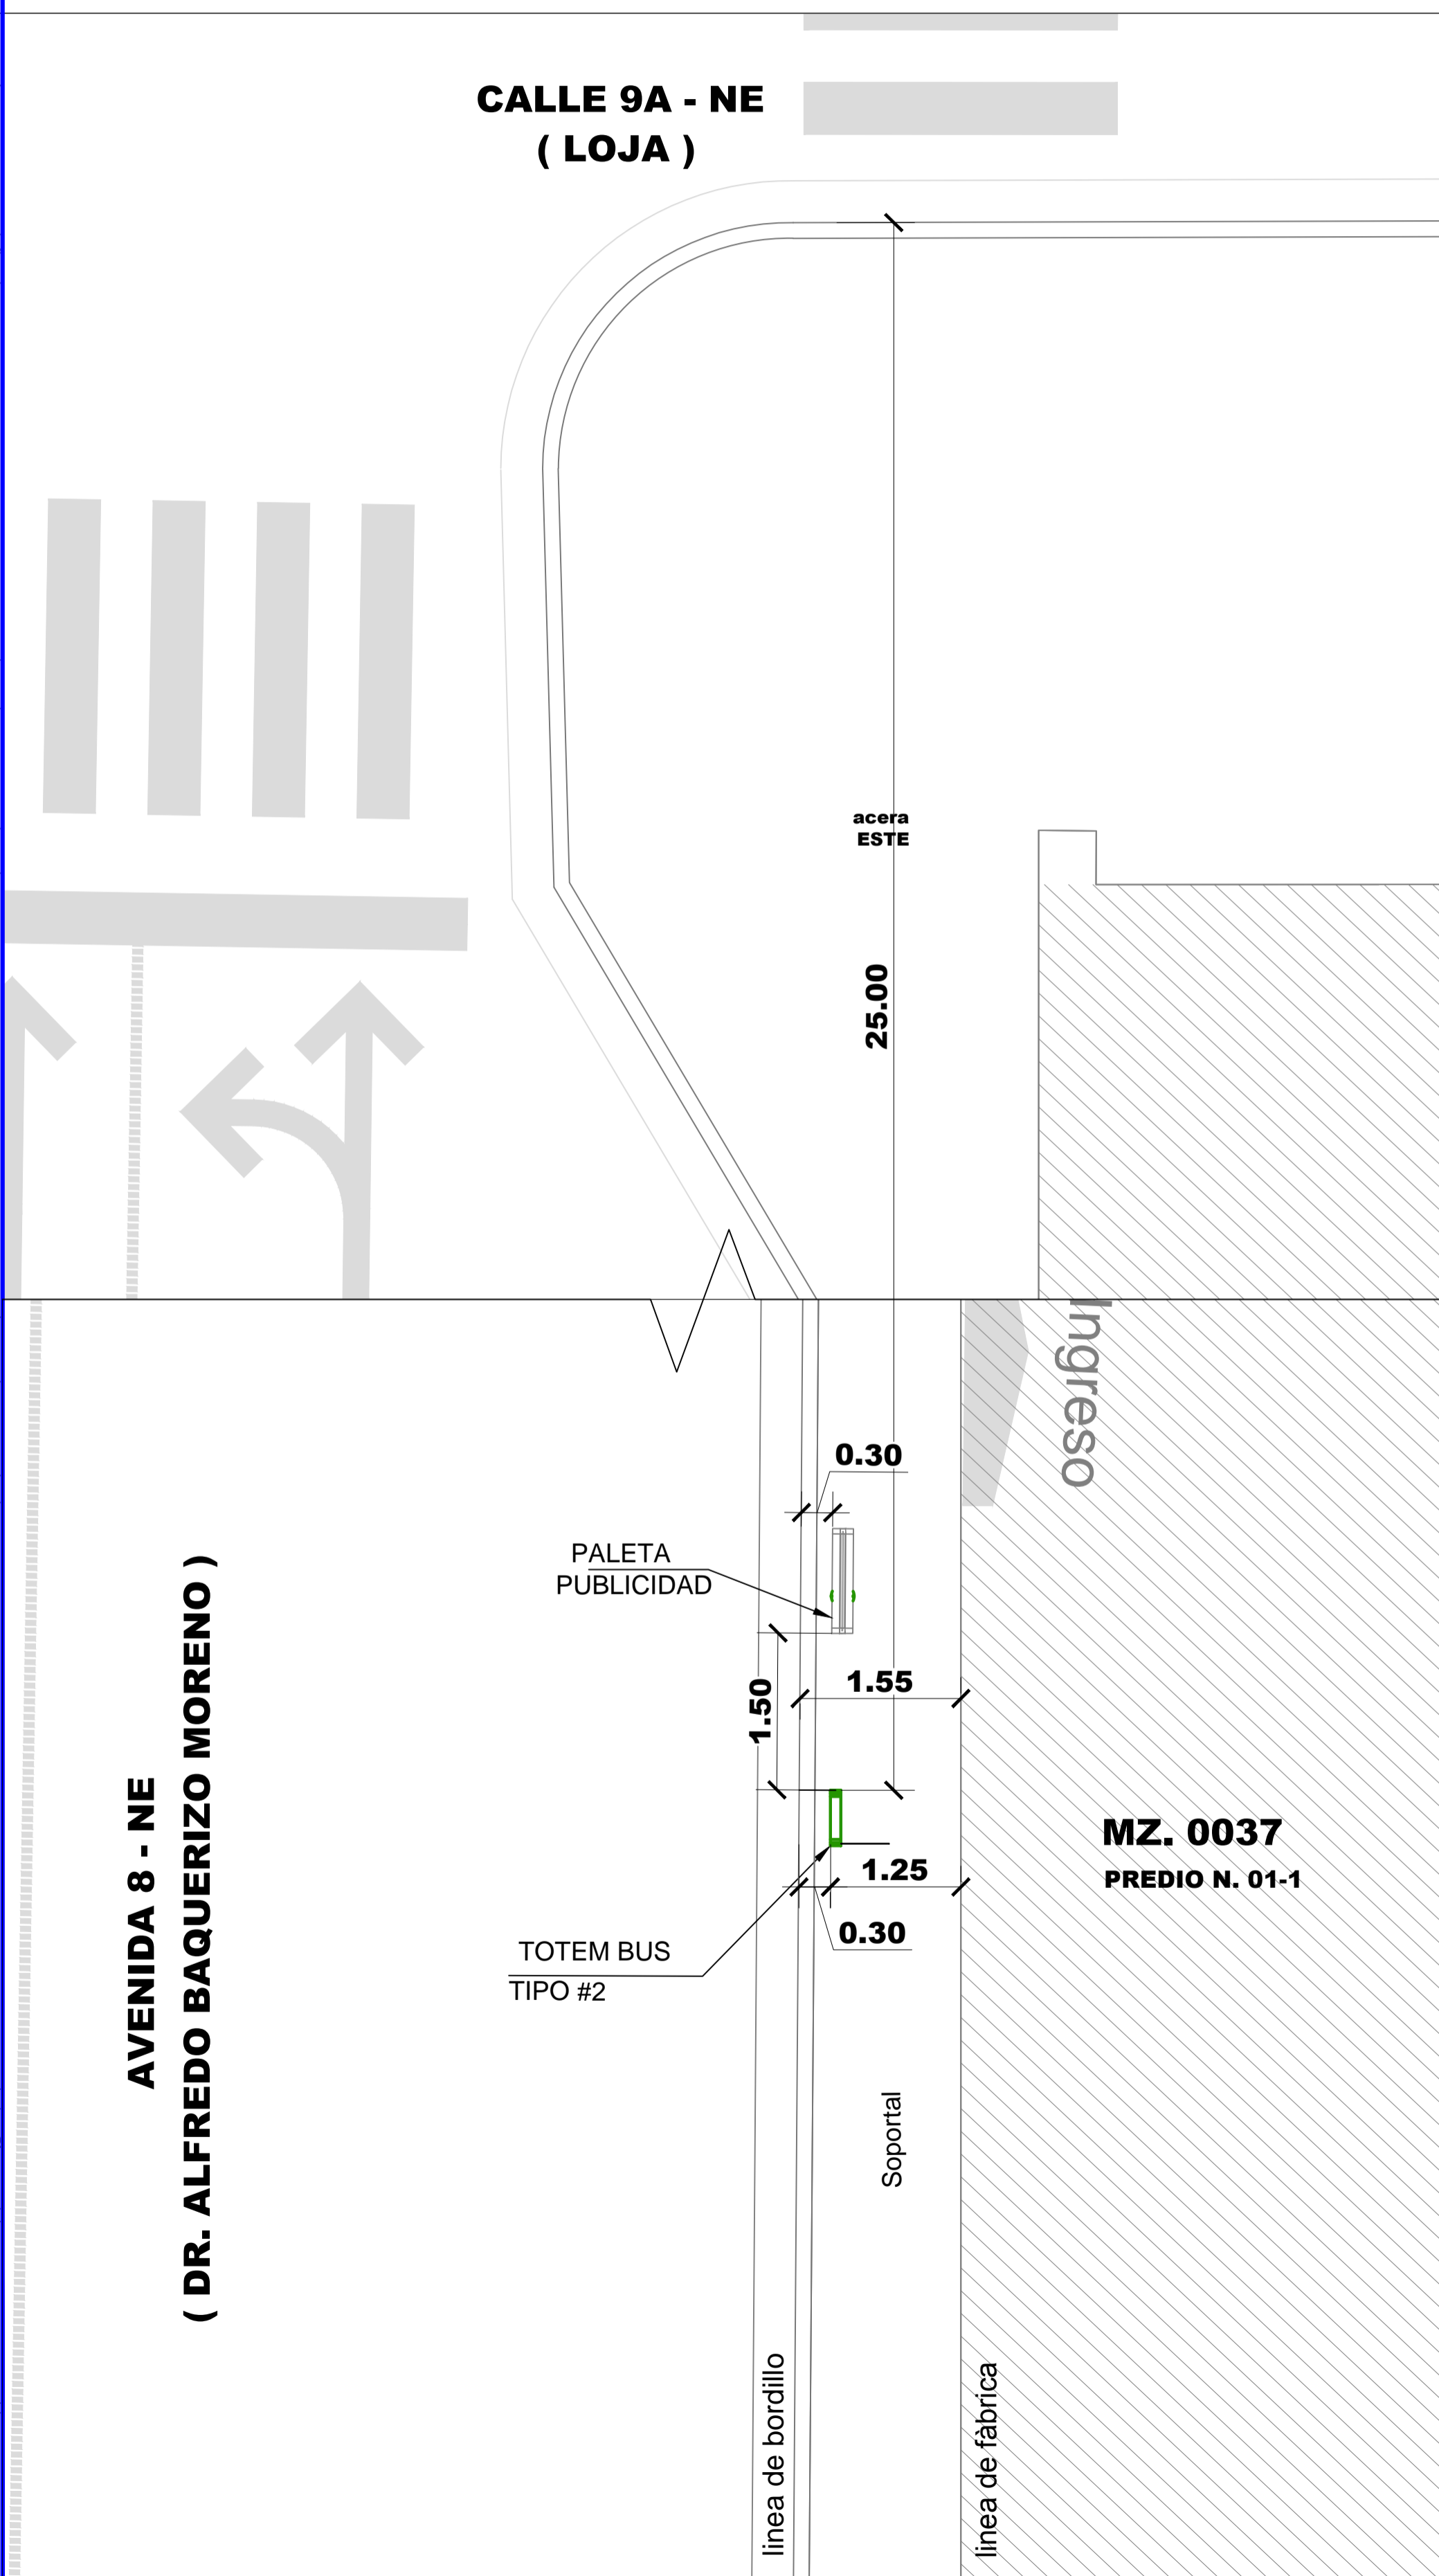 CALLE 9A - NE
( LOJA )
acera
ESTE
25.00
Ingreso
0.30
PALETA
PUBLICIDAD
1.55
1.50
AVENIDA 8 - NE
( DR. ALFREDO BAQUERIZO MORENO )
MZ. 0037
PREDIO N. 01-1
1.25
0.30
TOTEM BUS
TIPO #2
Soportal
linea de bordillo
linea de fàbrica